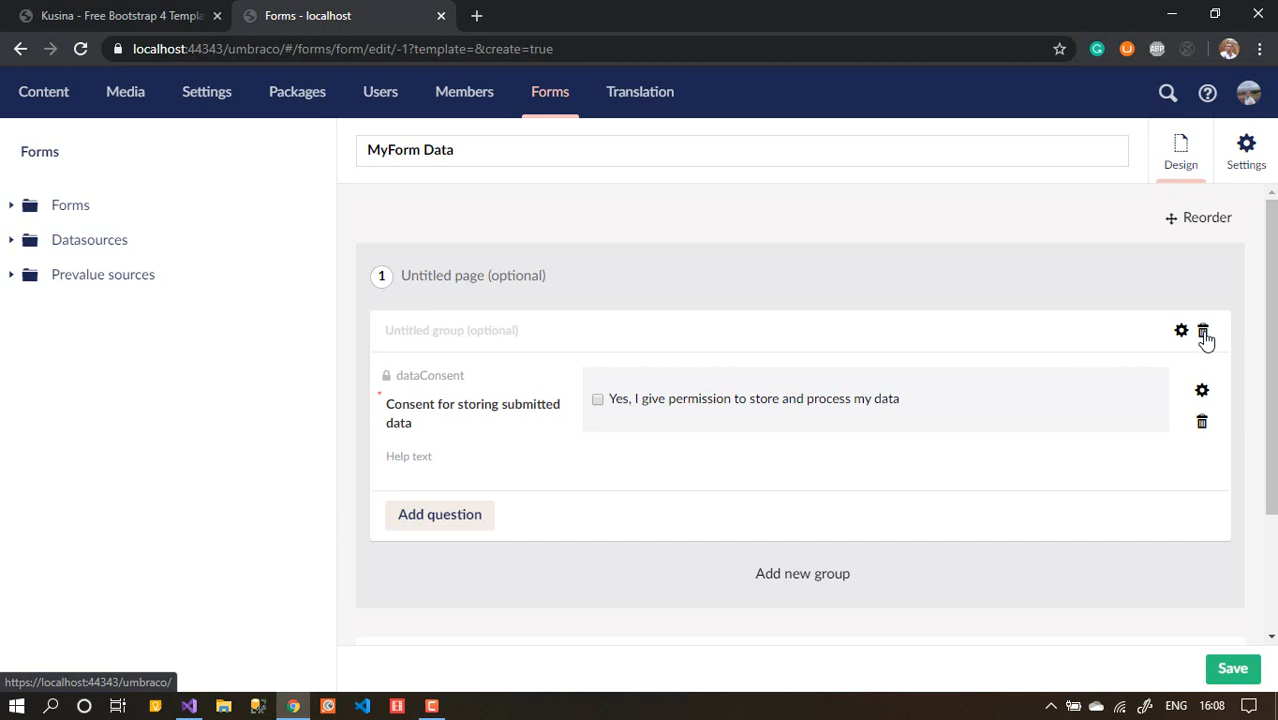 Kusina - Free Bootstrap 4 Templa
Forms - localhost
localhost:44343/umbraco/#/forms/form/edit/-1?template=&create=true
ABP
Content
Media
Settings
Packages
Users
Members
Forms
Translation
Forms
MyForm Data
Design
Settings
Forms
Datasources
Prevalue sources
Reorder
1
Untitled page (optional)
Untitled group (optional)
dataConsent
* Consent for storing submitted
data
Yes, I give permission to store and process my data
Help text
Add question
Add new group
Save
https://localhost:44343/umbraco/
ENG
16:08